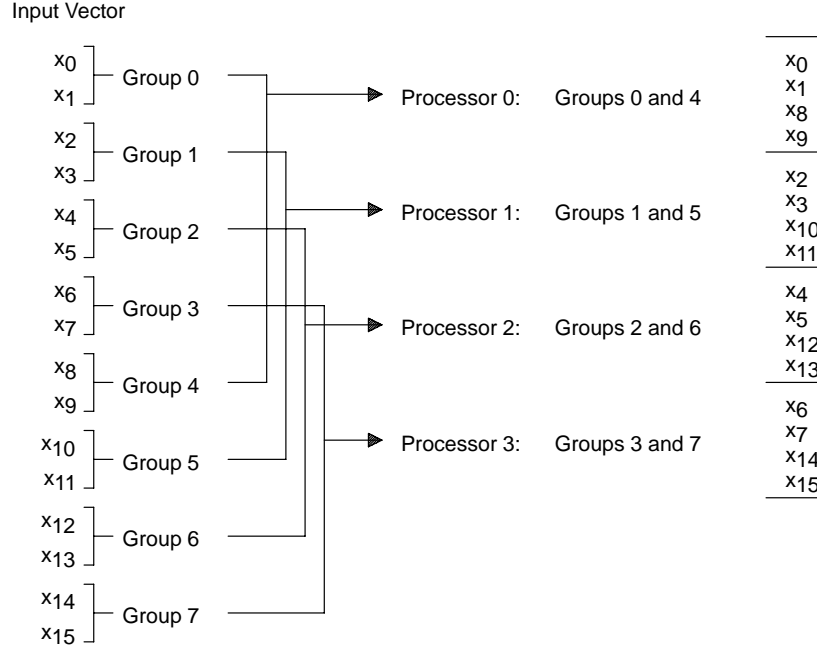 Input Vector
x0
x1
Group 0
x2
x3
Group 1
x4
x5
Group 2
x6
x7
Group 3
x8
x9
Group 4
x10
x11
Group 5
x12
x13
Group 6
x14
x15
Group 7
Processor 0: Groups 0 and 4
Processor 1: Groups 1 and 5
Processor 2: Groups 2 and 6
Processor 3: Groups 3 and 7
x0
x1
x8
x9
x2
x3
x10
x11
x4
x5
x12
x13
x6
x7
x14
x15